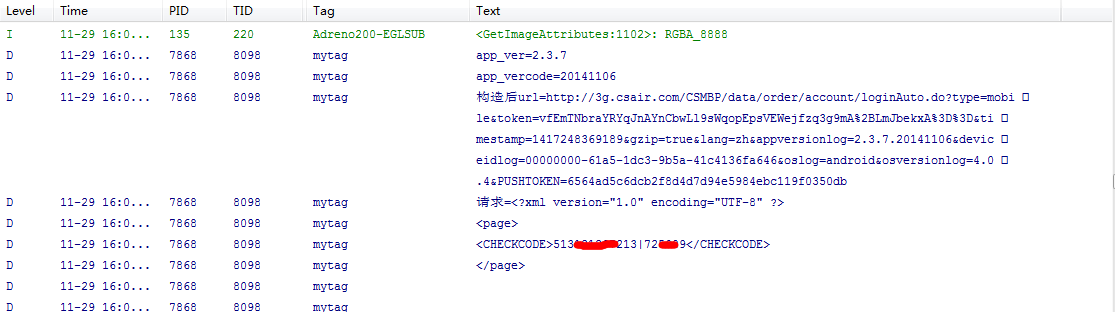 Level Time PID TID Tag Text
I 11-29 16:0... 135 220 Adreno200-EGLSUB <GetImageAttributes:1102>: RGBA_8888
D 11-29 16:0... 7868 8098 mytag app_ver=2.3.7
D 11-29 16:0... 7868 8098 mytag app_vercode=20141106
D 11-29 16:0... 7868 8098 mytag 构造后url=http://3g.csair.com/CSMBP/data/order/account/loginAuto.do?type=mobi
le&token=vfEmTNbraYRYqJnAYnCbwLl9sWqopEpsVEWejfzq3g9mA%2BLmJbekxA%3D%3D&ti
mestamp=1417248369189&gzip=true&lang=zh&appversionlog=2.3.7.20141106&devic
eidlog=00000000-61a5-1dc3-9b5a-41c4136fa646&oslog=android&osversionlog=4.0
.4&PUSHTOKEN=6564ad5c6dcb2f8d4d7d94e5984ebc119f0350db
D 11-29 16:0... 7868 8098 mytag 请求=<?xml version="1.0" encoding="UTF-8" ?>
D 11-29 16:0... 7868 8098 mytag <page>
D 11-29 16:0... 7868 8098 mytag <CHECKCODE>513 213|72 9</CHECKCODE>
D 11-29 16:0... 7868 8098 mytag </page>
D 11-29 16:0... 7868 8098 mytag
D 11-29 16:0... 7868 8098 mytag